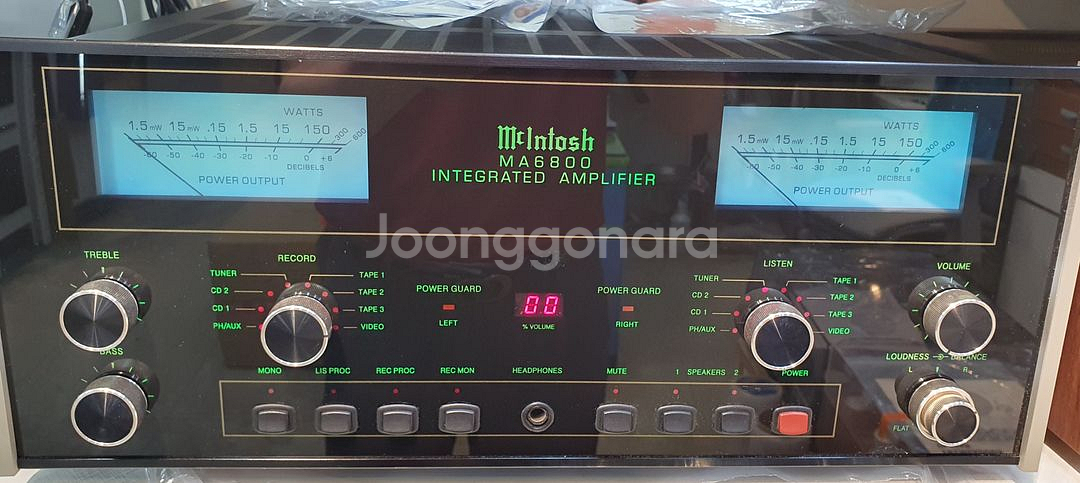 WATTS
1.5mW 15mW .15 1.5 15 150 300 600
-60 -50 -40 -30 -20 -10 0 +6
DECIBELS
POWER OUTPUT
McIntosh
MA6800
INTEGRATED AMPLIFIER
WATTS
1.5mW 15mW .15 1.5 15 150 300 600
-60 -50 -40 -30 -20 -10 0 +6
DECIBELS
POWER OUTPUT
Joonggonara
TREBLE
RECORD
TUNER TAPE 1
CD 2 TAPE 2
CD 1 TAPE 3
PH/AUX VIDEO
POWER GUARD
LEFT
.00
% VOLUME
POWER GUARD
RIGHT
LISTEN
TUNER TAPE 1
CD 2 TAPE 2
CD 1 TAPE 3
PH/AUX VIDEO
VOLUME
BASS
LOUDNESS BALANCE
L R
FLAT
MONO LIS PROC REC PROC REC MON HEADPHONES MUTE 1 SPEAKERS 2 POWER